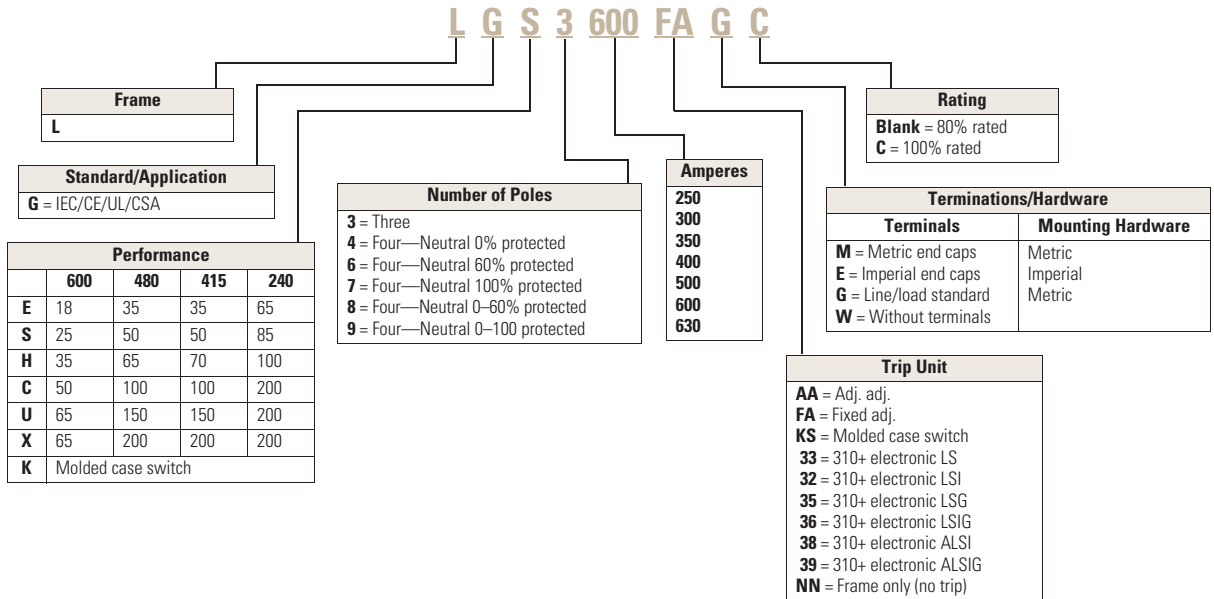 L G S 3 600 FA G C
Frame
L
Standard/Application
G = IEC/CE/UL/CSA
Performance
600 480 415 240
E 18 35 35 65
S 25 50 50 85
H 35 65 70 100
C 50 100 100 200
U 65 150 150 200
X 65 200 200 200
K Molded case switch
Number of Poles
3 = Three
4 = Four—Neutral 0% protected
6 = Four—Neutral 60% protected
7 = Four—Neutral 100% protected
8 = Four—Neutral 0–60% protected
9 = Four—Neutral 0–100 protected
Amperes
250
300
350
400
500
600
630
Trip Unit
AA = Adj. adj.
FA = Fixed adj.
KS = Molded case switch
33 = 310+ electronic LS
32 = 310+ electronic LSI
35 = 310+ electronic LSG
36 = 310+ electronic LSIG
38 = 310+ electronic ALSI
39 = 310+ electronic ALSIG
NN = Frame only (no trip)
Terminations/Hardware
Terminals Mounting Hardware
M = Metric end caps Metric
E = Imperial end caps Imperial
G = Line/load standard Metric
W = Without terminals
Rating
Blank = 80% rated
C = 100% rated